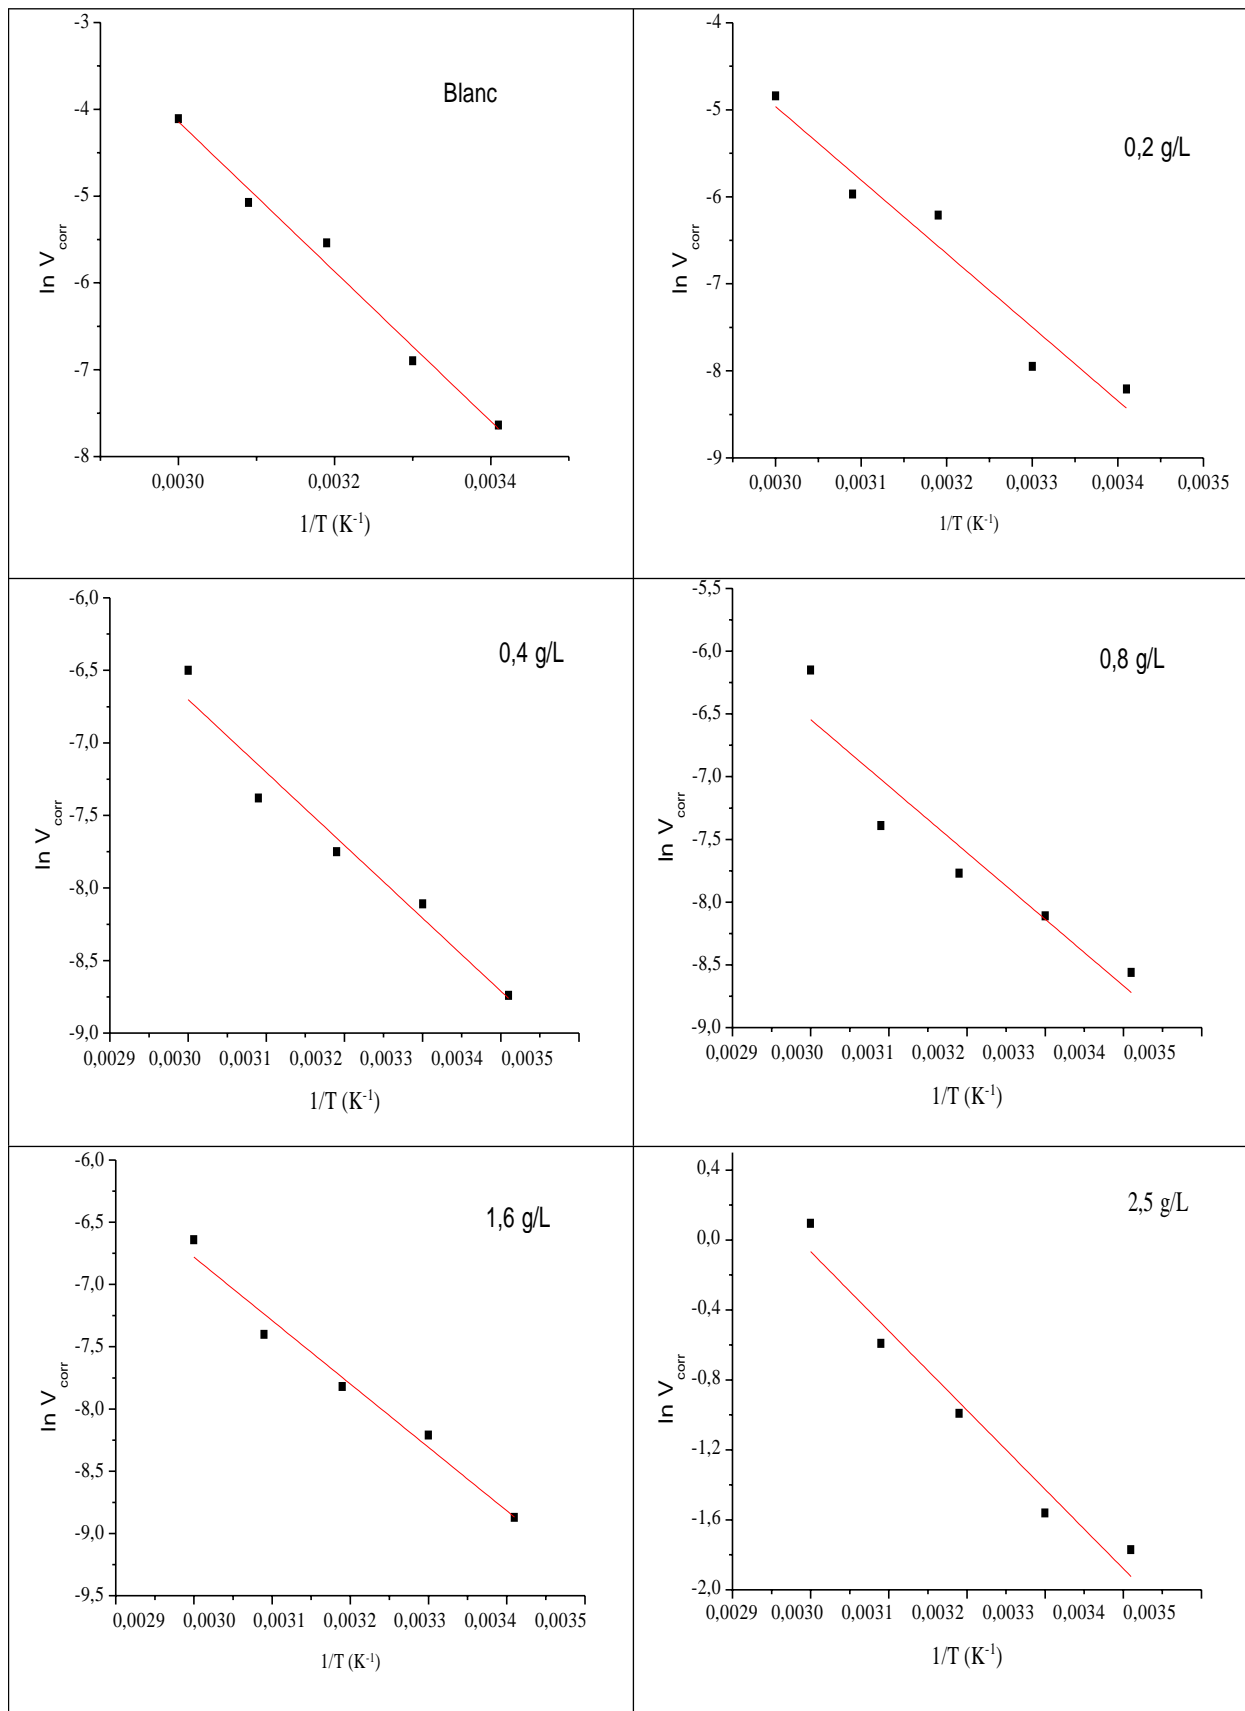 -3
-4
-5
-6
-7
-8
ln V_corr
Blanc
0,0030 0,0032 0,0034
1/T (K⁻¹)
-4
-5
-6
-7
-8
-9
ln V_corr
0,2 g/L
0,0030 0,0031 0,0032 0,0033 0,0034 0,0035
1/T (K⁻¹)
-6,0
-6,5
-7,0
-7,5
-8,0
-8,5
-9,0
ln V_corr
0,4 g/L
0,0029 0,0030 0,0031 0,0032 0,0033 0,0034 0,0035
1/T (K⁻¹)
-5,5
-6,0
-6,5
-7,0
-7,5
-8,0
-8,5
-9,0
ln V_corr
0,8 g/L
0,0029 0,0030 0,0031 0,0032 0,0033 0,0034 0,0035
1/T (K⁻¹)
-6,0
-6,5
-7,0
-7,5
-8,0
-8,5
-9,0
-9,5
ln V_corr
1,6 g/L
0,0029 0,0030 0,0031 0,0032 0,0033 0,0034 0,0035
1/T (K⁻¹)
0,4
0,0
-0,4
-0,8
-1,2
-1,6
-2,0
ln V_corr
2,5 g/L
0,0029 0,0030 0,0031 0,0032 0,0033 0,0034 0,0035
1/T (K⁻¹)